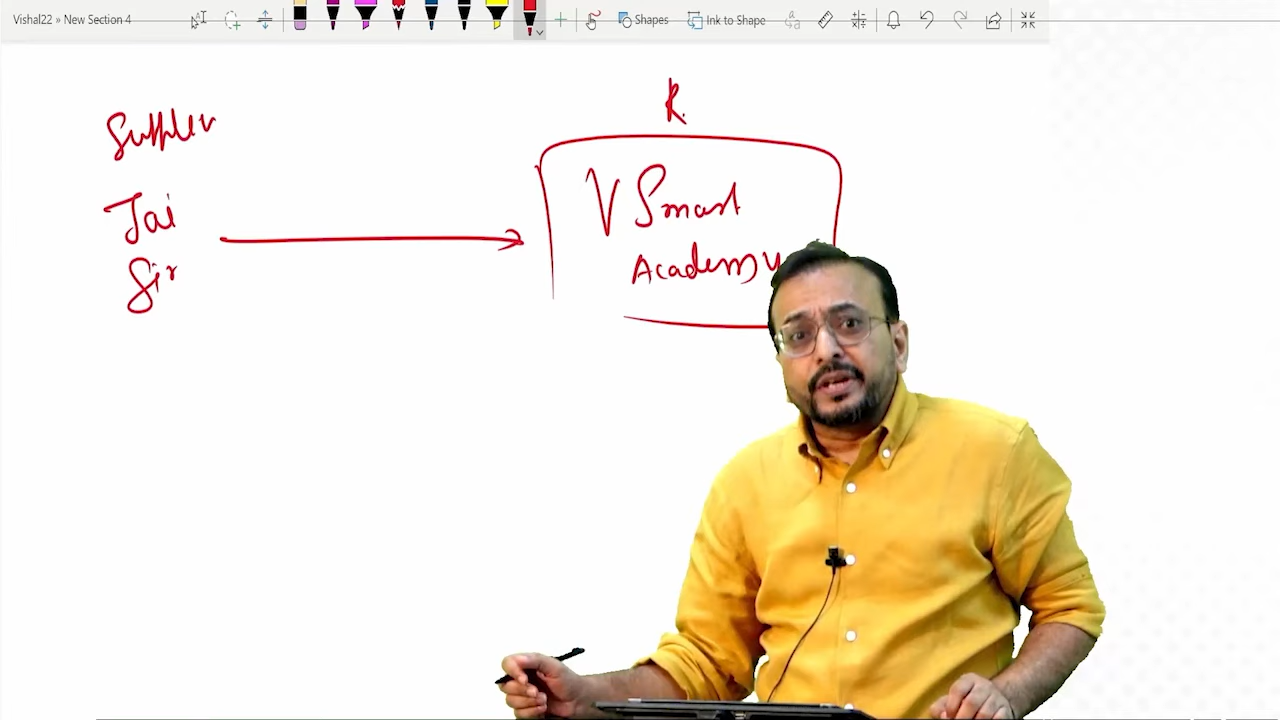 Vishal22 » New Section 4
Shapes
Ink to Shape
R.
Supplier
V Smart
Academy
Jai
Sir